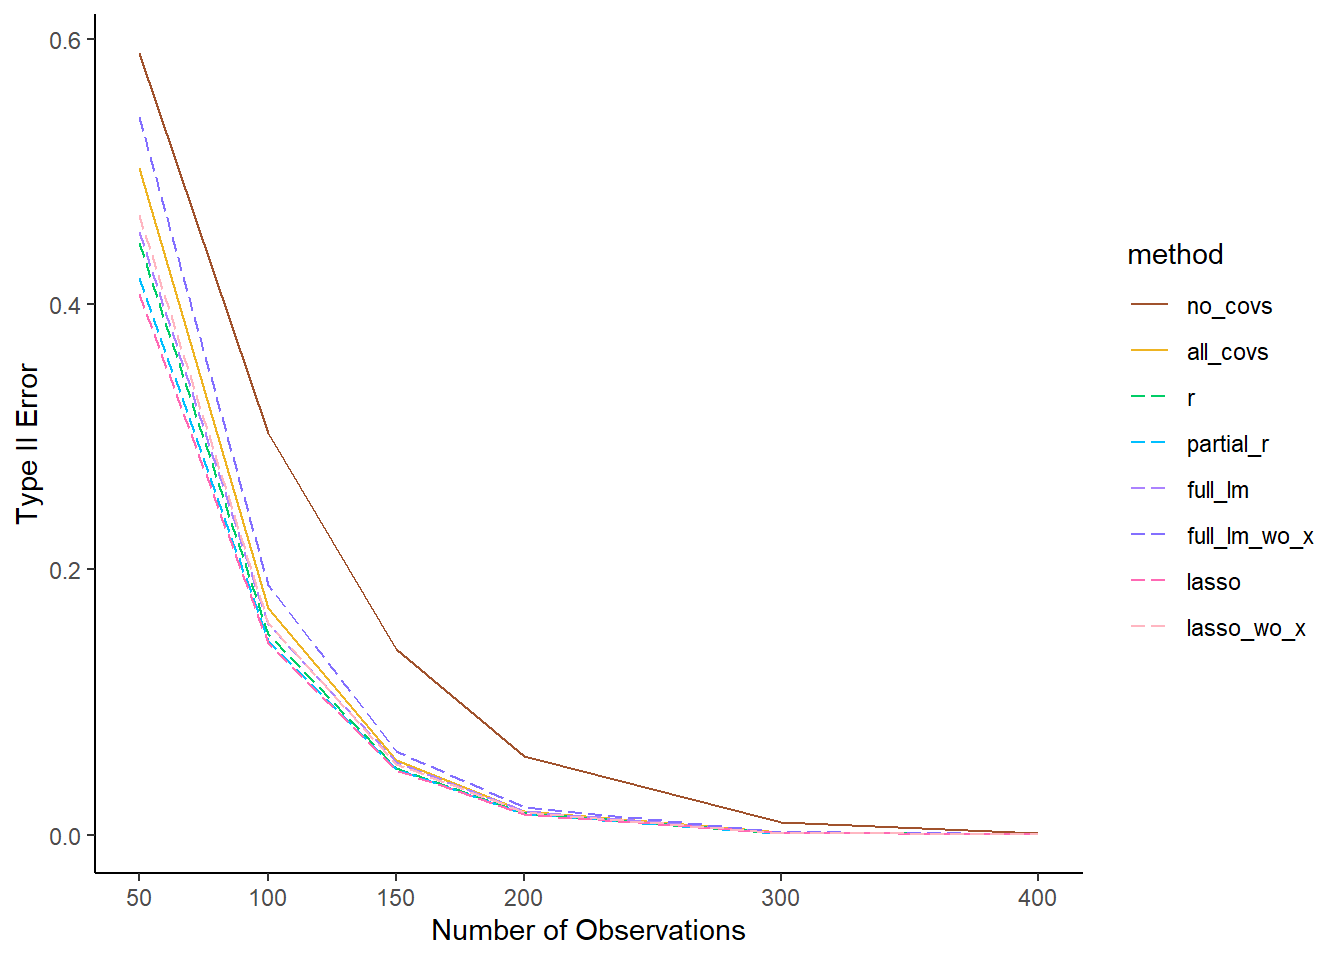 0.6
0.4
0.2
0.0
Type II Error
50
100
150
200
300
400
Number of Observations
method
no_covs
all_covs
r
partial_r
full_lm
full_lm_wo_x
lasso
lasso_wo_x